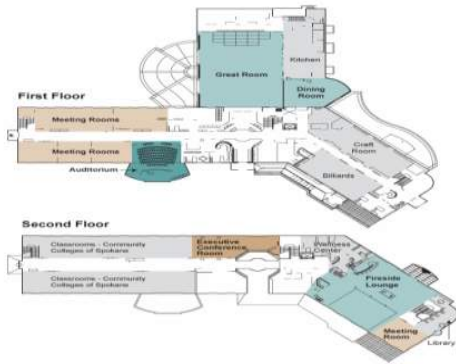 Kitchen
Great Room
Dining
Room
First Floor
Meeting Rooms
Craft
Room
Meeting Rooms
Billiards
Auditorium
Second Floor
Classrooms - Community
Colleges of Spokane
Executive
Conference
Room
Wellness
Center
Classrooms - Community
Colleges of Spokane
Fireside
Lounge
Meeting
Room
Library